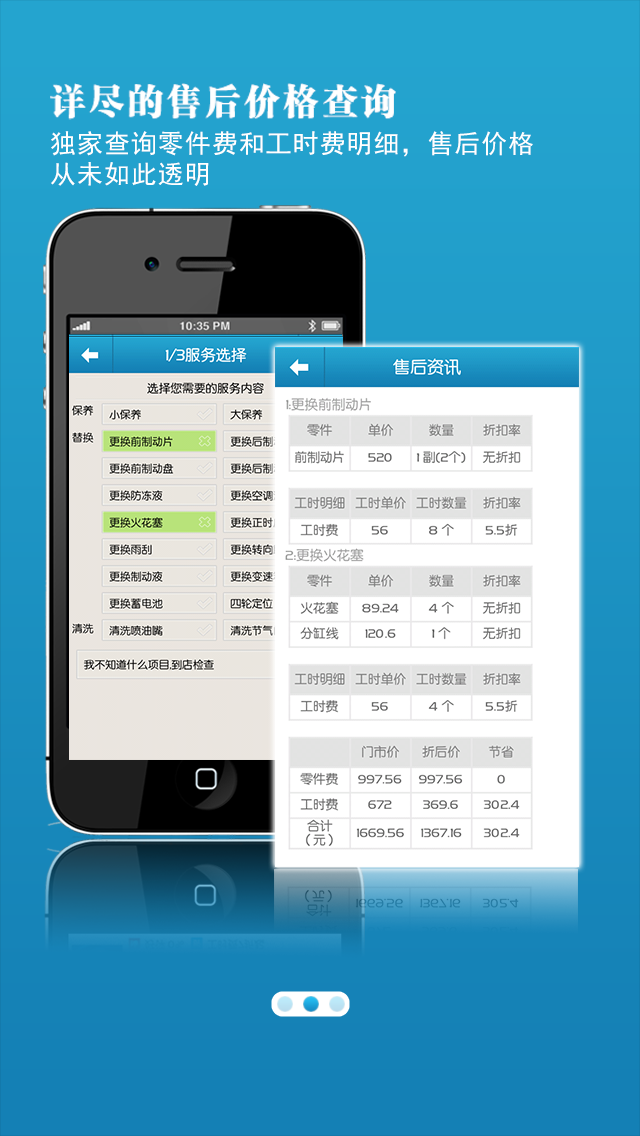 详尽的售后价格查询
独家查询零件费和工时费明细，售后价格
从未如此透明
10:35 PM
1/3服务选择
选择您需要的服务内容
保养 小保养 大保养
替换 更换前制动片 更换后制
更换前制动盘 更换后制
更换防冻液 更换空调
更换火花塞 更换正时
更换雨刮 更换转向
更换制动液 更换变速
更换蓄电池 四轮定位
清洗 清洗喷油嘴 清洗节气
我不知道什么项目,到店检查
售后资讯
1:更换前制动片
零件 单价 数量 折扣率
前制动片 520 1 副(2个) 无折扣
工时明细 工时单价 工时数量 折扣率
工时费 56 8 个 5.5折
2:更换火花塞
零件 单价 数量 折扣率
火花塞 89.24 4 个 无折扣
分缸线 120.6 1 个 无折扣
工时明细 工时单价 工时数量 折扣率
工时费 56 4 个 5.5折
门市价 折后价 节省
零件费 997.56 997.56 0
工时费 672 369.6 302.4
合计
（元） 1669.56 1367.16 302.4